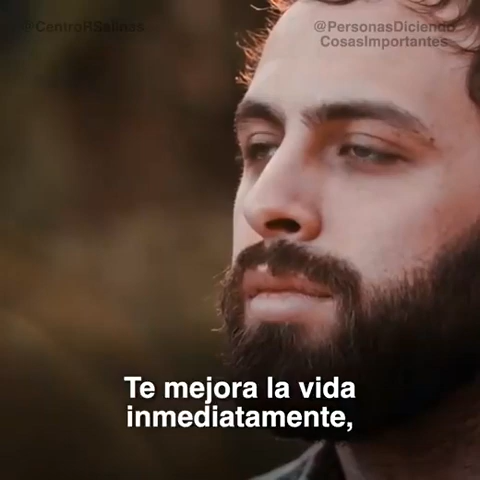 @CentroRSalinas
@PersonasDiciendo
CosasImportantes
Te mejora la vida
inmediatamente,